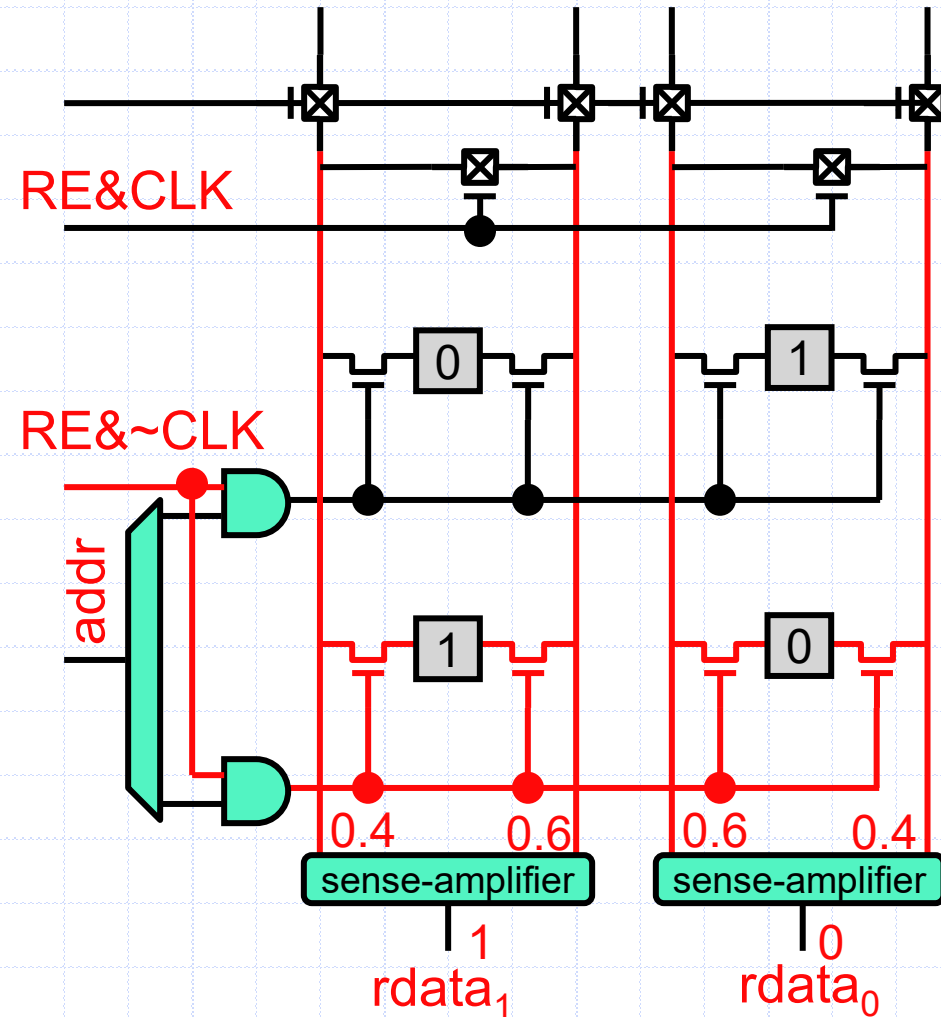 RE&CLK
0
1
RE&~CLK
addr
1
0
0.4
0.6
0.6
0.4
sense-amplifier
sense-amplifier
1
0
rdata₁
rdata₀